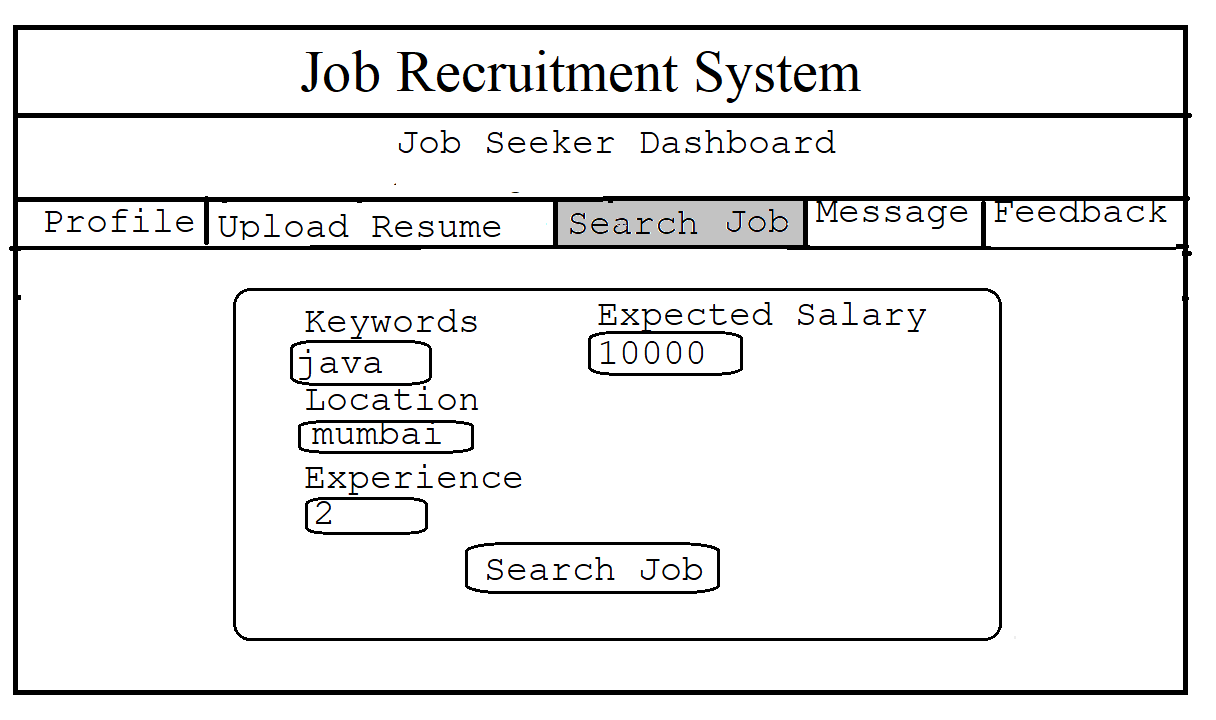 Job Recruitment System
Job Seeker Dashboard
Profile Upload Resume Search Job Message Feedback
Keywords Expected Salary
java 10000
Location
mumbai
Experience
2
Search Job